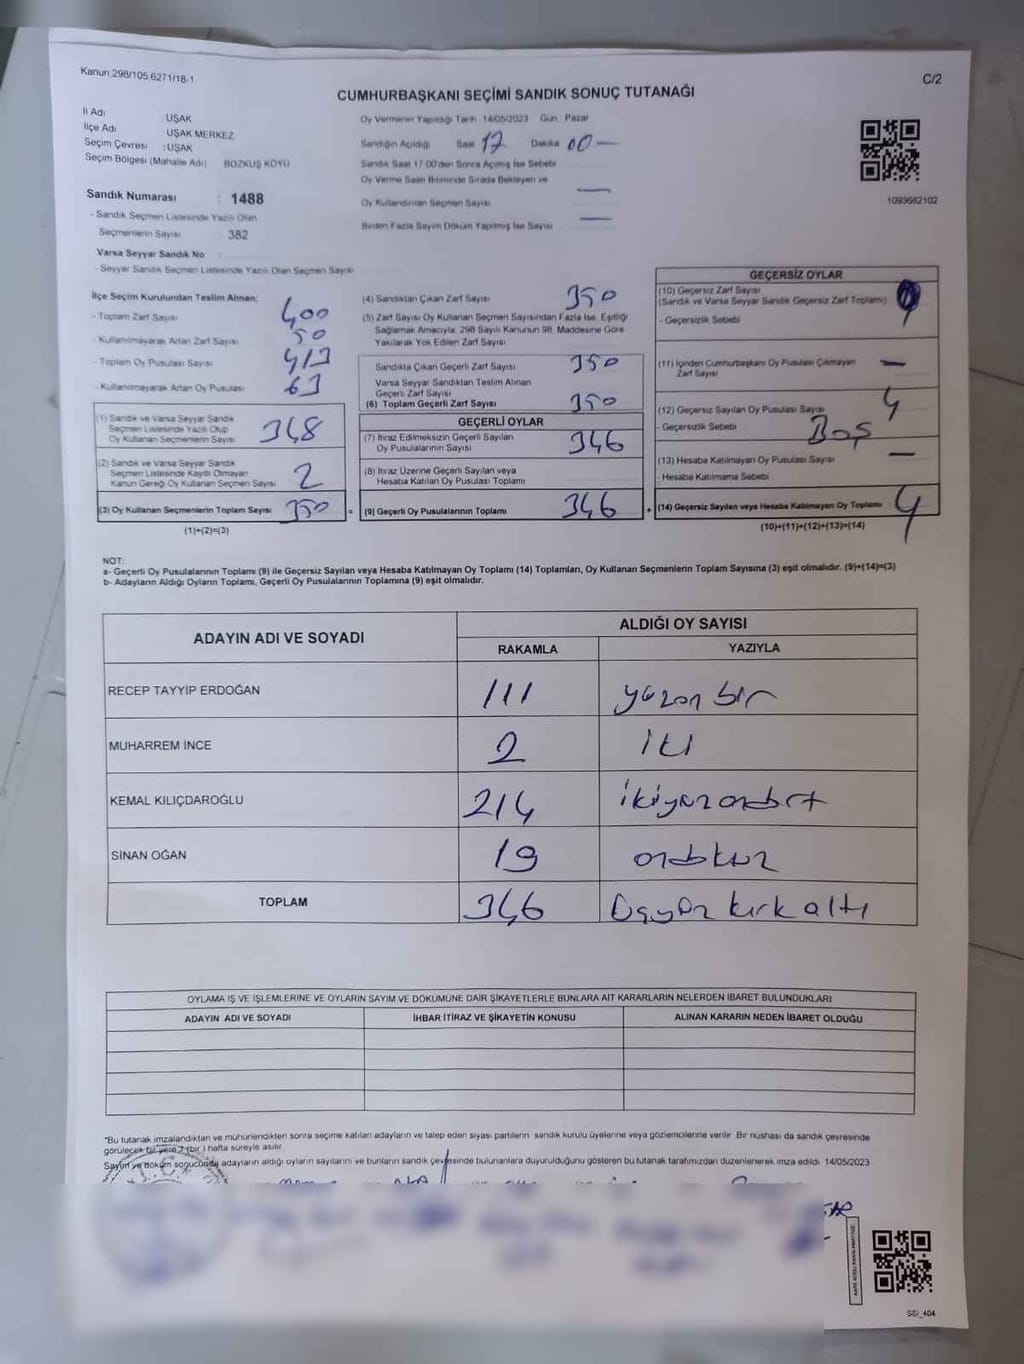 Kanun;298/105,6271/18-1
C/2
CUMHURBAŞKANI SEÇİMİ SANDIK SONUÇ TUTANAĞI
İl Adı : UŞAK
İlçe Adı : UŞAK MERKEZ
Seçim Çevresi : UŞAK
Seçim Bölgesi (Mahalle Adı) BOZKUŞ KÖYÜ
Sandık Numarası : 1488
- Sandık Seçmen Listesinde Yazılı Olan
Seçmenlerin Sayısı 382
Varsa Seyyar Sandık No :
- Seyyar Sandık Seçmen Listesinde Yazılı Olan Seçmen Sayısı
Oy Vermenin Yapıldığı Tarih 14/05/2023 Gün Pazar
Sandığın Açıldığı Saat 17 Dakika 00 —
Sandık Saat 17.00'den Sonra Açılmış İse Sebebi
Oy Verme Saati Bitiminde Sırada Bekleyen ve
Oy Kullandırılan Seçmen Sayısı —
Birden Fazla Sayım Döküm Yapılmış İse Sayısı —
1093662102
İlçe Seçim Kurulundan Teslim Alınan:
- Toplam Zarf Sayısı 400
- Kullanılmayarak Artan Zarf Sayısı 50
- Toplam Oy Pusulası Sayısı 413
- Kullanılmayarak Artan Oy Pusulası 63
(1) Sandık ve Varsa Seyyar Sandık
Seçmen Listesinde Yazılı Olup
Oy Kullanan Seçmenlerin Sayısı 348
(2) Sandık ve Varsa Seyyar Sandık
Seçmen Listesinde Kayıtlı Olmayan
Kanun Gereği Oy Kullanan Seçmen Sayısı 2
(3) Oy Kullanan Seçmenlerin Toplam Sayısı 350
(1)+(2)=(3)
(4) Sandıktan Çıkan Zarf Sayısı 350
(5) Zarf Sayısı Oy Kullanan Seçmen Sayısından Fazla İse, Eşitliği
Sağlamak Amacıyla, 298 Sayılı Kanunun 98. Maddesine Göre
Yakılarak Yok Edilen Zarf Sayısı
Sandıkta Çıkan Geçerli Zarf Sayısı 350
Varsa Seyyar Sandıktan Teslim Alınan
Geçerli Zarf Sayısı
(6) Toplam Geçerli Zarf Sayısı 350
GEÇERLİ OYLAR
(7) İtiraz Edilmeksizin Geçerli Sayılan
Oy Pusulalarının Sayısı 346
(8) İtiraz Üzerine Geçerli Sayılan veya
Hesaba Katılan Oy Pusulası Toplamı
= (9) Geçerli Oy Pusulalarının Toplamı 346 +
GEÇERSİZ OYLAR
(10) Geçersiz Zarf Sayısı
(Sandık ve Varsa Seyyar Sandık Geçersiz Zarf Toplamı)
- Geçersizlik Sebebi
(11) İçinden Cumhurbaşkanı Oy Pusulası Çıkmayan
Zarf Sayısı —
(12) Geçersiz Sayılan Oy Pusulası Sayısı 4
- Geçersizlik Sebebi Boş
(13) Hesaba Katılmayan Oy Pusulası Sayısı —
- Hesaba Katılmama Sebebi
(14) Geçersiz Sayılan veya Hesaba Katılmayan Oy Toplamı 4
(10)+(11)+(12)+(13)=(14)
NOT:
a- Geçerli Oy Pusulalarının Toplamı (9) ile Geçersiz Sayılan veya Hesaba Katılmayan Oy Toplamı (14) Toplamları, Oy Kullanan Seçmenlerin Toplam Sayısına (3) eşit olmalıdır. (9)+(14)=(3)
b- Adayların Aldığı Oyların Toplamı, Geçerli Oy Pusulalarının Toplamına (9) eşit olmalıdır.
ADAYIN ADI VE SOYADI
ALDIĞI OY SAYISI
RAKAMLA YAZIYLA
RECEP TAYYİP ERDOĞAN 111 yüzon bir
MUHARREM İNCE 2 iki
KEMAL KILIÇDAROĞLU 214 ikiyüzondört
SİNAN OĞAN 19 ondokuz
TOPLAM 346 Üçyüz kırk altı
OYLAMA İŞ VE İŞLEMLERİNE VE OYLARIN SAYIM VE DÖKÜMÜNE DAİR ŞİKAYETLERLE BUNLARA AİT KARARLARIN NELERDEN İBARET BULUNDUKLARI
ADAYIN ADI VE SOYADI İHBAR İTİRAZ VE ŞİKAYETİN KONUSU ALINAN KARARIN NEDEN İBARET OLDUĞU
*Bu tutanak imzalandıktan ve mühürlendikten sonra seçime katılan adayların ve talep eden siyasi partilerin sandık kurulu üyelerine veya gözlemcilerine verilir. Bir nüshası da sandık çevresinde
görülecek bir yere 7 (bir) hafta süreyle asılır.
Sayım ve döküm sonucunda adayların aldığı oyların sayılarını ve bunların sandık çevresinde bulunanlara duyurulduğunu gösteren bu tutanak tarafımızdan düzenlenerek imza edildi. 14/05/2023
SSI_404